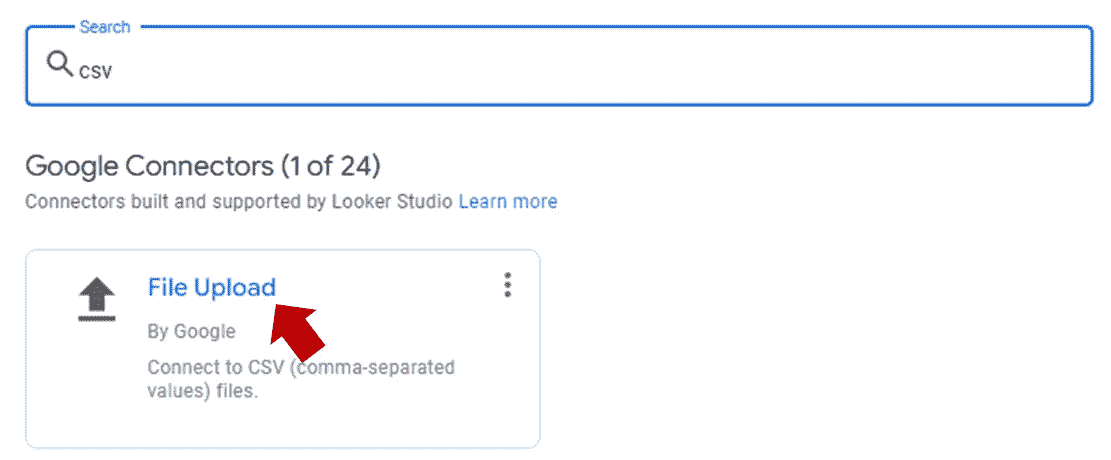 Search
csv
Google Connectors (1 of 24)
Connectors built and supported by Looker Studio Learn more
File Upload
By Google
Connect to CSV (comma-separated
values) files.